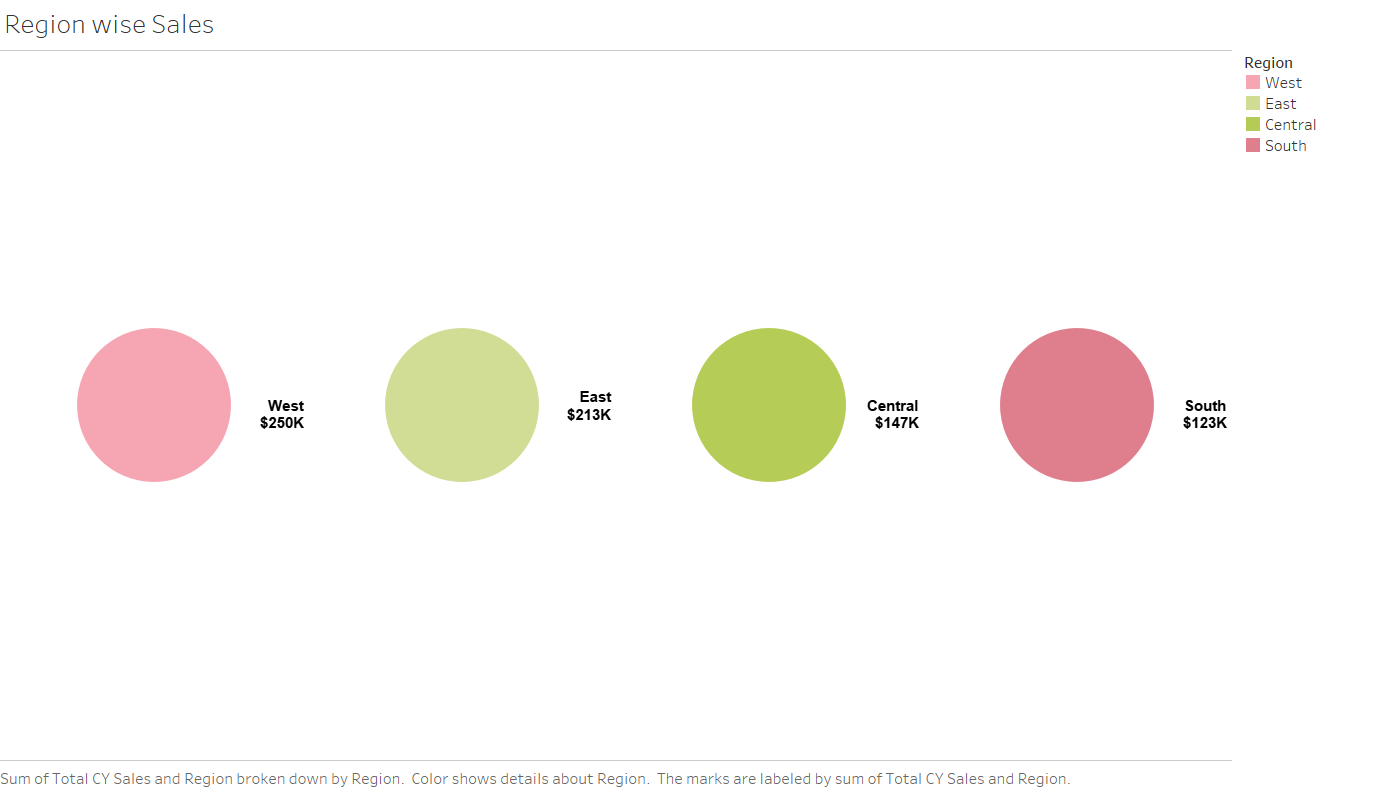 Region wise Sales
Region
West
East
Central
South
West
$250K
East
$213K
Central
$147K
South
$123K
Sum of Total CY Sales and Region broken down by Region.  Color shows details about Region.  The marks are labeled by sum of Total CY Sales and Region.